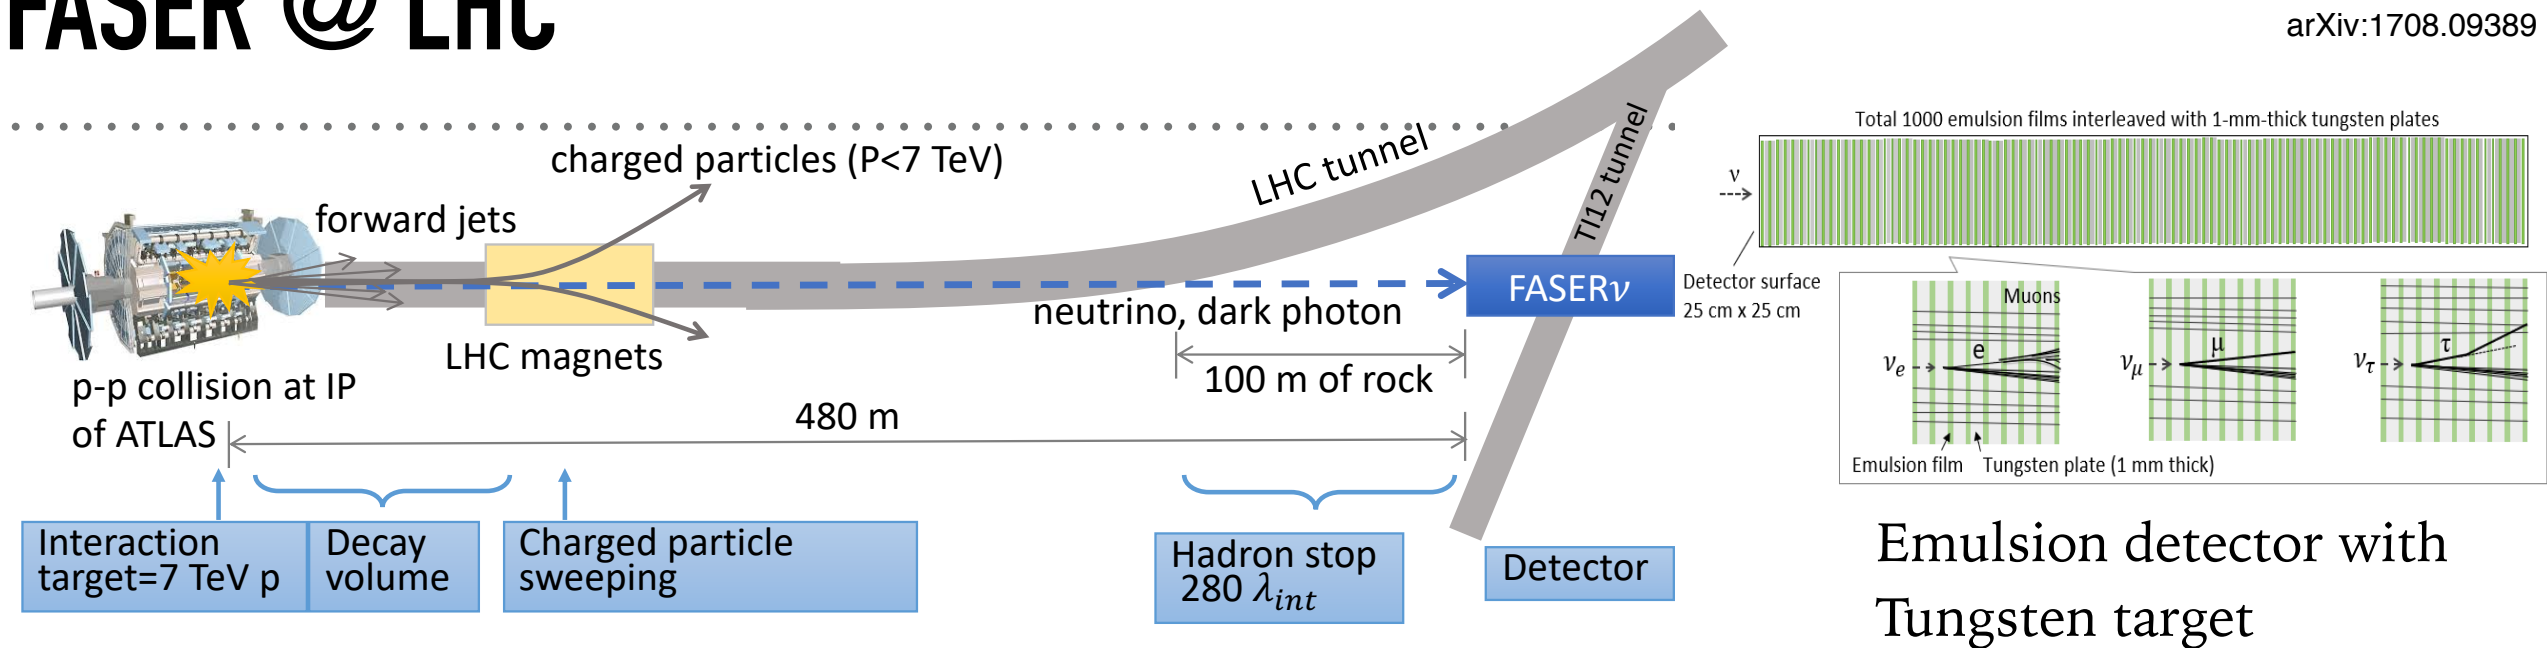 FASER @ LHC
arXiv:1708.09389
charged particles (P<7 TeV)
forward jets
LHC tunnel
TI12 tunnel
LHC magnets
neutrino, dark photon
FASERν
100 m of rock
p-p collision at IP
of ATLAS
480 m
Interaction
target=7 TeV p
Decay
volume
Charged particle
sweeping
Hadron stop
280 λint
Detector
Total 1000 emulsion films interleaved with 1-mm-thick tungsten plates
ν
Detector surface
25 cm x 25 cm
Muons
νe
e
νμ
μ
ντ
τ
Emulsion film
Tungsten plate (1 mm thick)
Emulsion detector with
Tungsten target